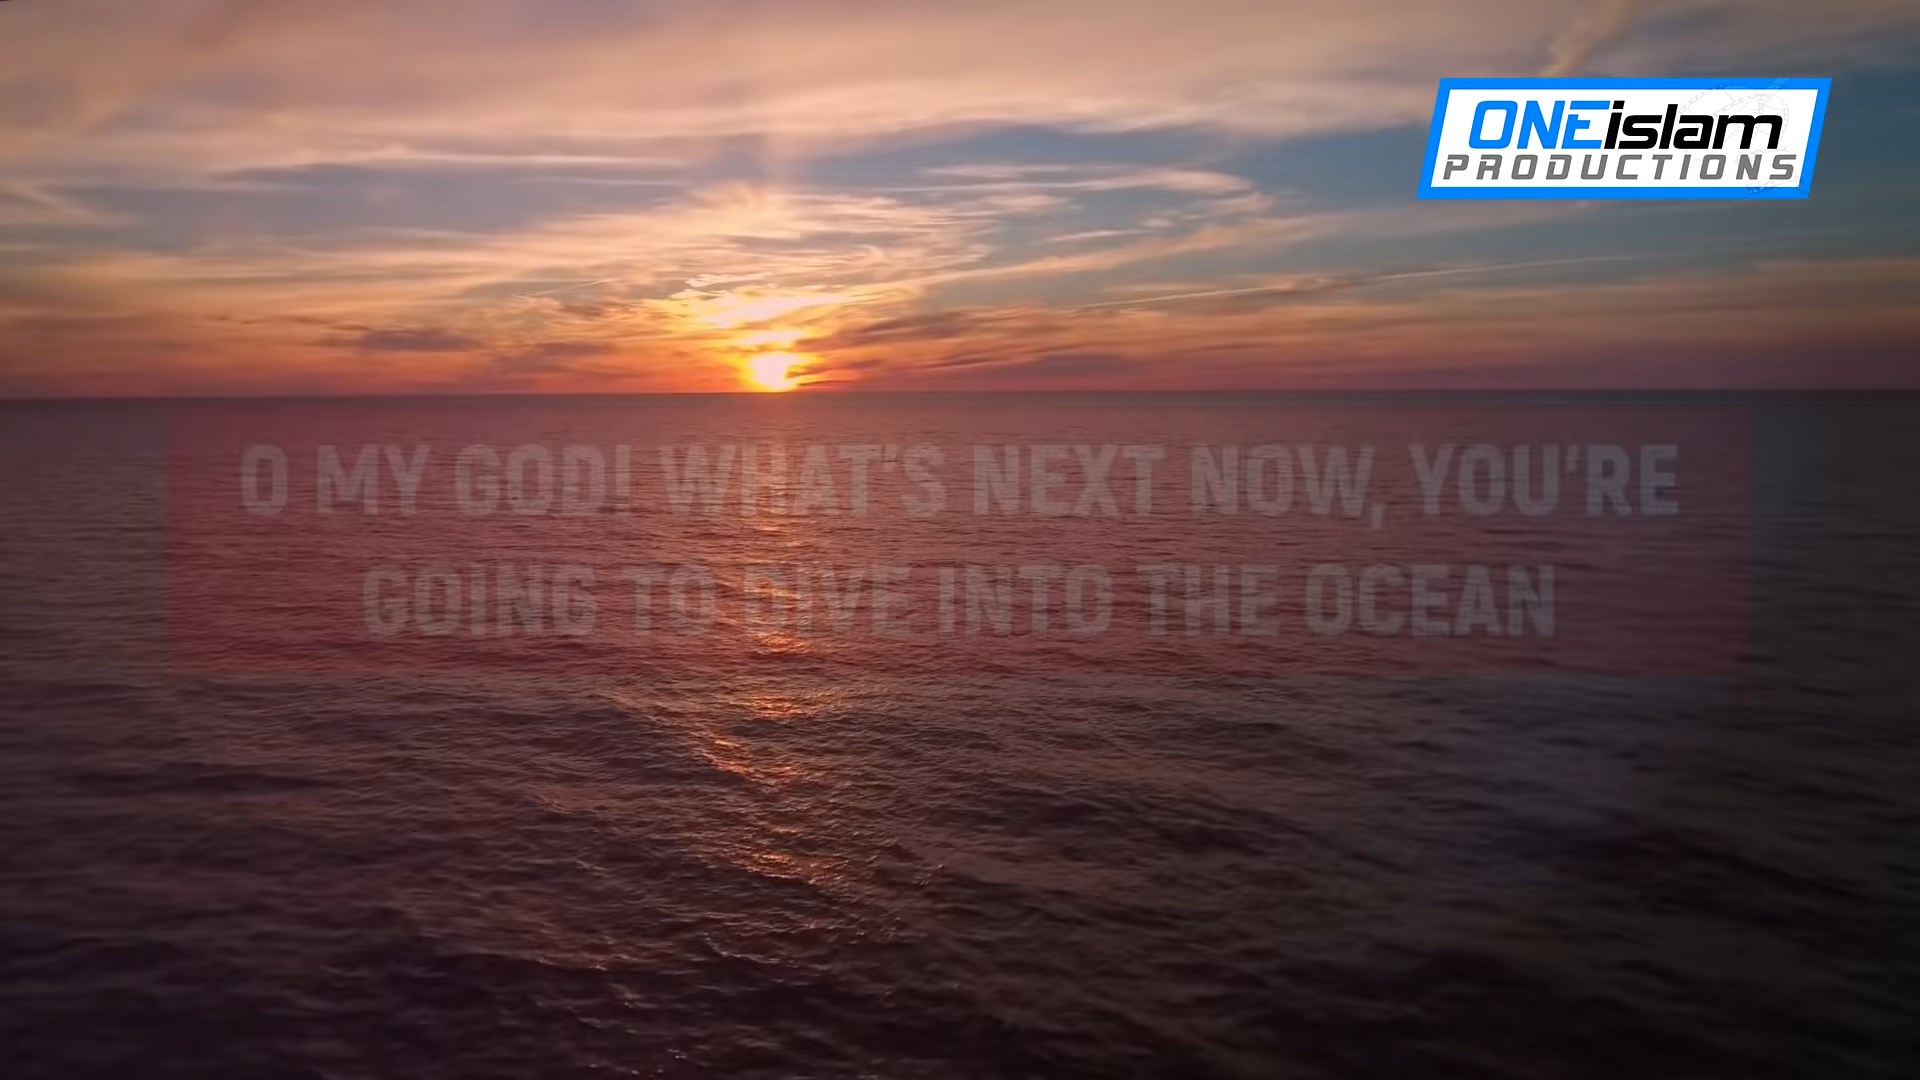 ONEislam
PRODUCTIONS
O MY GOD! WHAT'S NEXT NOW, YOU'RE
GOING TO DIVE INTO THE OCEAN